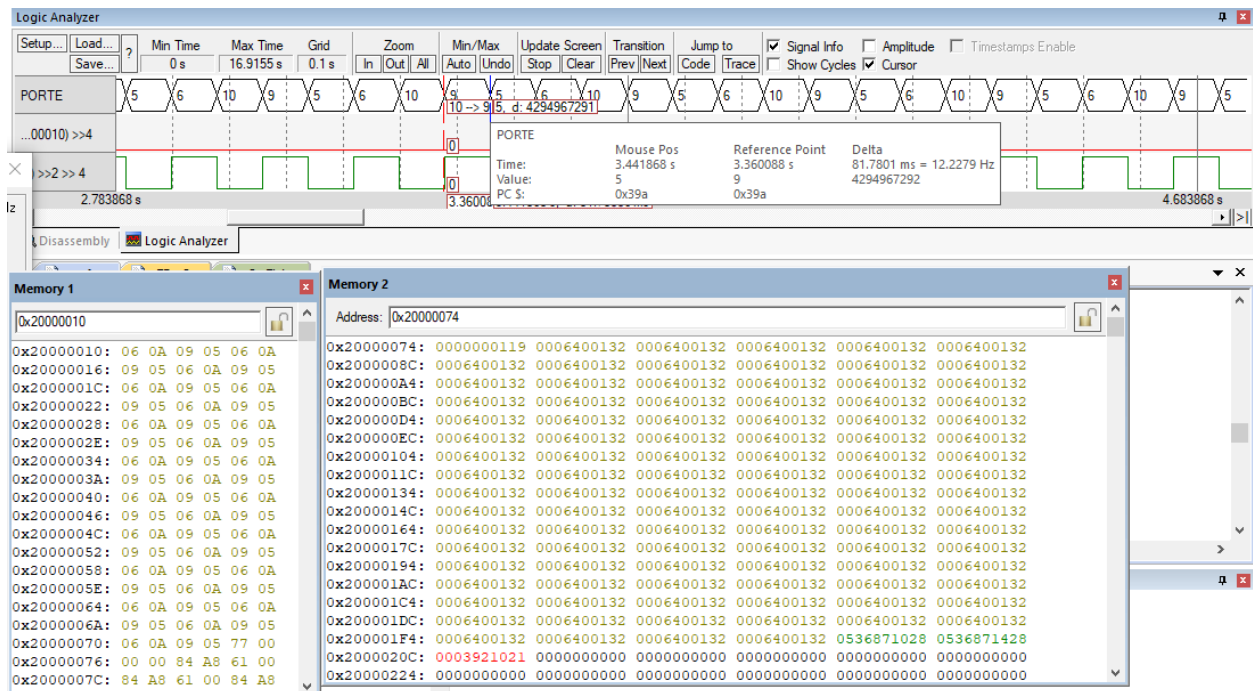 Logic Analyzer
Setup... Load... Save... ? Min Time Max Time Grid Zoom Min/Max Update Screen Transition Jump to Signal Info Amplitude Timestamps Enable
0 s 16.9155 s 0.1 s In Out All Auto Undo Stop Clear Prev Next Code Trace Show Cycles Cursor
PORTE 5 6 10 9 5 6 10 9 5 6 10 9 5 6 10 9 5 6 10 9 5 6 10 9 5
10 --> 9 5, d: 4294967291
...00010) >>4 0
) >>2 >> 4 0
PORTE
Mouse Pos Reference Point Delta
Time: 3.441868 s 3.360088 s 81.7801 ms = 12.2279 Hz
Value: 5 9 4294967292
PC $: 0x39a 0x39a
2.783868 s 4.683868 s
Disassembly Logic Analyzer
Memory 1
0x20000010
0x20000010: 06 0A 09 05 06 0A
0x20000016: 09 05 06 0A 09 05
0x2000001C: 06 0A 09 05 06 0A
0x20000022: 09 05 06 0A 09 05
0x20000028: 06 0A 09 05 06 0A
0x2000002E: 09 05 06 0A 09 05
0x20000034: 06 0A 09 05 06 0A
0x2000003A: 09 05 06 0A 09 05
0x20000040: 06 0A 09 05 06 0A
0x20000046: 09 05 06 0A 09 05
0x2000004C: 06 0A 09 05 06 0A
0x20000052: 09 05 06 0A 09 05
0x20000058: 06 0A 09 05 06 0A
0x2000005E: 09 05 06 0A 09 05
0x20000064: 06 0A 09 05 06 0A
0x2000006A: 09 05 06 0A 09 05
0x20000070: 06 0A 09 05 77 00
0x20000076: 00 00 84 A8 61 00
0x2000007C: 84 A8 61 00 84 A8
Memory 2
Address: 0x20000074
0x20000074: 0000000119 0006400132 0006400132 0006400132 0006400132 0006400132
0x2000008C: 0006400132 0006400132 0006400132 0006400132 0006400132 0006400132
0x200000A4: 0006400132 0006400132 0006400132 0006400132 0006400132 0006400132
0x200000BC: 0006400132 0006400132 0006400132 0006400132 0006400132 0006400132
0x200000D4: 0006400132 0006400132 0006400132 0006400132 0006400132 0006400132
0x200000EC: 0006400132 0006400132 0006400132 0006400132 0006400132 0006400132
0x20000104: 0006400132 0006400132 0006400132 0006400132 0006400132 0006400132
0x2000011C: 0006400132 0006400132 0006400132 0006400132 0006400132 0006400132
0x20000134: 0006400132 0006400132 0006400132 0006400132 0006400132 0006400132
0x2000014C: 0006400132 0006400132 0006400132 0006400132 0006400132 0006400132
0x20000164: 0006400132 0006400132 0006400132 0006400132 0006400132 0006400132
0x2000017C: 0006400132 0006400132 0006400132 0006400132 0006400132 0006400132
0x20000194: 0006400132 0006400132 0006400132 0006400132 0006400132 0006400132
0x200001AC: 0006400132 0006400132 0006400132 0006400132 0006400132 0006400132
0x200001C4: 0006400132 0006400132 0006400132 0006400132 0006400132 0006400132
0x200001DC: 0006400132 0006400132 0006400132 0006400132 0006400132 0006400132
0x200001F4: 0006400132 0006400132 0006400132 0006400132 0536871028 0536871428
0x2000020C: 0003921021 0000000000 0000000000 0000000000 0000000000 0000000000
0x20000224: 0000000000 0000000000 0000000000 0000000000 0000000000 0000000000